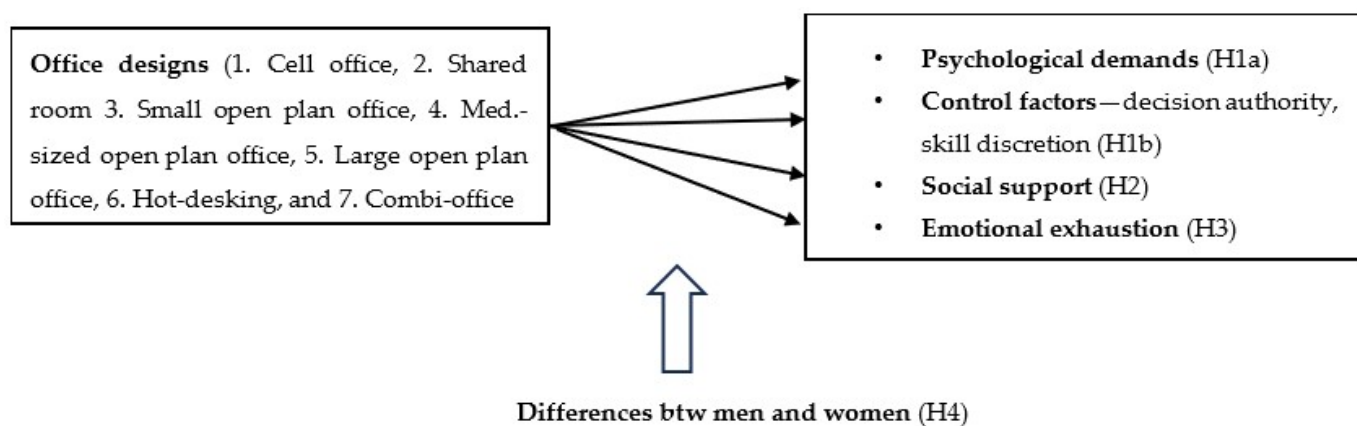 Office designs (1. Cell office, 2. Shared
room 3. Small open plan office, 4. Med.-
sized open plan office, 5. Large open plan
office, 6. Hot-desking, and 7. Combi-office
• Psychological demands (H1a)
• Control factors—decision authority,
skill discretion (H1b)
• Social support (H2)
• Emotional exhaustion (H3)
Differences btw men and women (H4)